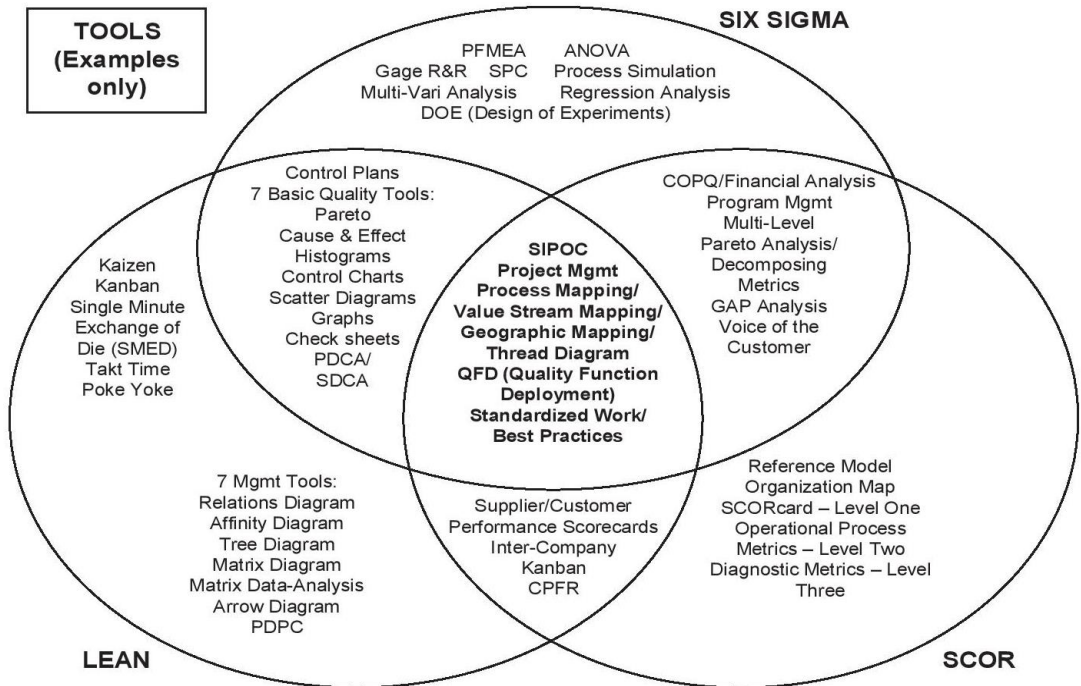 TOOLS
(Examples
only)
SIX SIGMA
PFMEA ANOVA
Gage R&R SPC Process Simulation
Multi-Vari Analysis Regression Analysis
DOE (Design of Experiments)
Control Plans
7 Basic Quality Tools:
Pareto
Cause & Effect
Histograms
Control Charts
Scatter Diagrams
Graphs
Check sheets
PDCA/
SDCA
COPQ/Financial Analysis
Program Mgmt
Multi-Level
Pareto Analysis/
Decomposing
Metrics
GAP Analysis
Voice of the
Customer
SIPOC
Project Mgmt
Process Mapping/
Value Stream Mapping/
Geographic Mapping/
Thread Diagram
QFD (Quality Function
Deployment)
Standardized Work/
Best Practices
Kaizen
Kanban
Single Minute
Exchange of
Die (SMED)
Takt Time
Poke Yoke
7 Mgmt Tools:
Relations Diagram
Affinity Diagram
Tree Diagram
Matrix Diagram
Matrix Data-Analysis
Arrow Diagram
PDPC
Supplier/Customer
Performance Scorecards
Inter-Company
Kanban
CPFR
Reference Model
Organization Map
SCORcard – Level One
Operational Process
Metrics – Level Two
Diagnostic Metrics – Level
Three
LEAN
SCOR